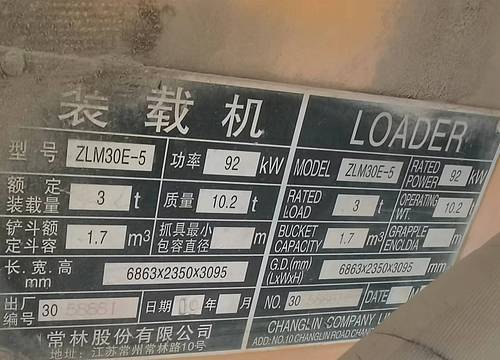 装载机
型号 ZLM30E-5 功率 92 kW
额定装载量 3 t 质量 10.2 t
铲斗额定斗容 1.7 m3 抓具最小包容直径 m
长.宽.高 mm 6863X2350X3095
出厂编号 30 日期 年 月
常林股份有限公司
地址: 江苏常州常林路10号
LOADER
MODEL ZLM30E-5 RATED POWER 92 kW
RATED LOAD 3 t OPERATING WT. 10.2 t
BUCKET CAPACITY 1.7 m3 GRAPPLE ENCL.DIA m
G.D.(mm) (LxWxH) 6863X2350X3095 mm
NO. 30 DATE
CHANGLIN COMPANY
ADD: NO.10 CHANGLIN ROAD